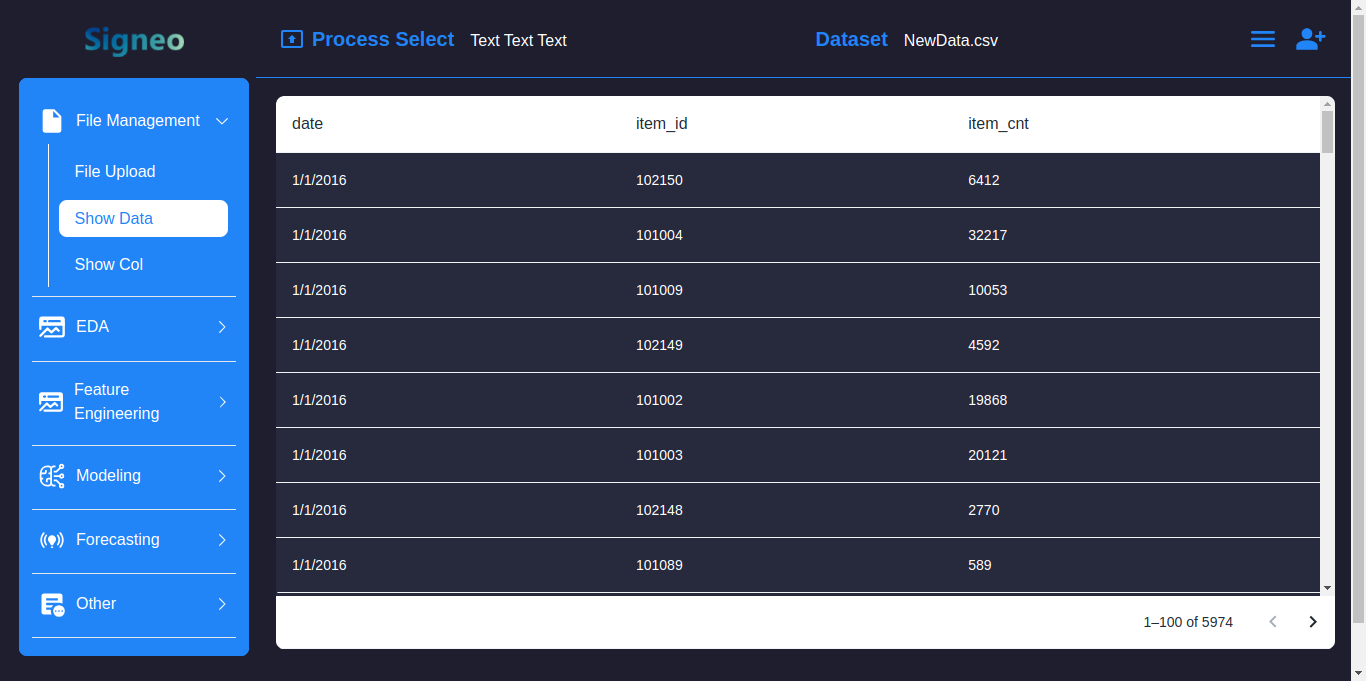 Signeo
Process Select Text Text Text
Dataset NewData.csv
File Management
File Upload
Show Data
Show Col
EDA
Feature
Engineering
Modeling
Forecasting
Other
date item_id item_cnt
1/1/2016 102150 6412
1/1/2016 101004 32217
1/1/2016 101009 10053
1/1/2016 102149 4592
1/1/2016 101002 19868
1/1/2016 101003 20121
1/1/2016 102148 2770
1/1/2016 101089 589
1–100 of 5974